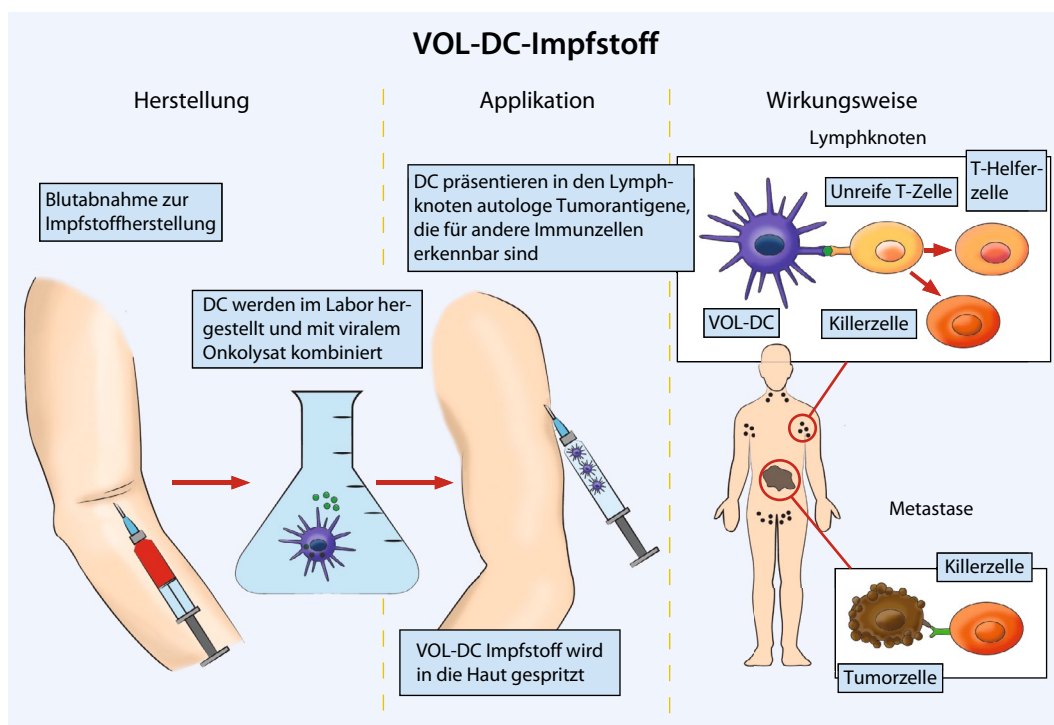 VOL-DC-Impfstoff
Herstellung
Blutabnahme zur
Impfstoffherstellung
DC werden im Labor her-
gestellt und mit viralem
Onkolysat kombiniert
Applikation
DC präsentieren in den Lymph-
knoten autologe Tumorantigene,
die für andere Immunzellen
erkennbar sind
VOL-DC Impfstoff wird
in die Haut gespritzt
Wirkungsweise
Lymphknoten
Unreife T-Zelle
T-Helfer-
zelle
VOL-DC
Killerzelle
Metastase
Killerzelle
Tumorzelle